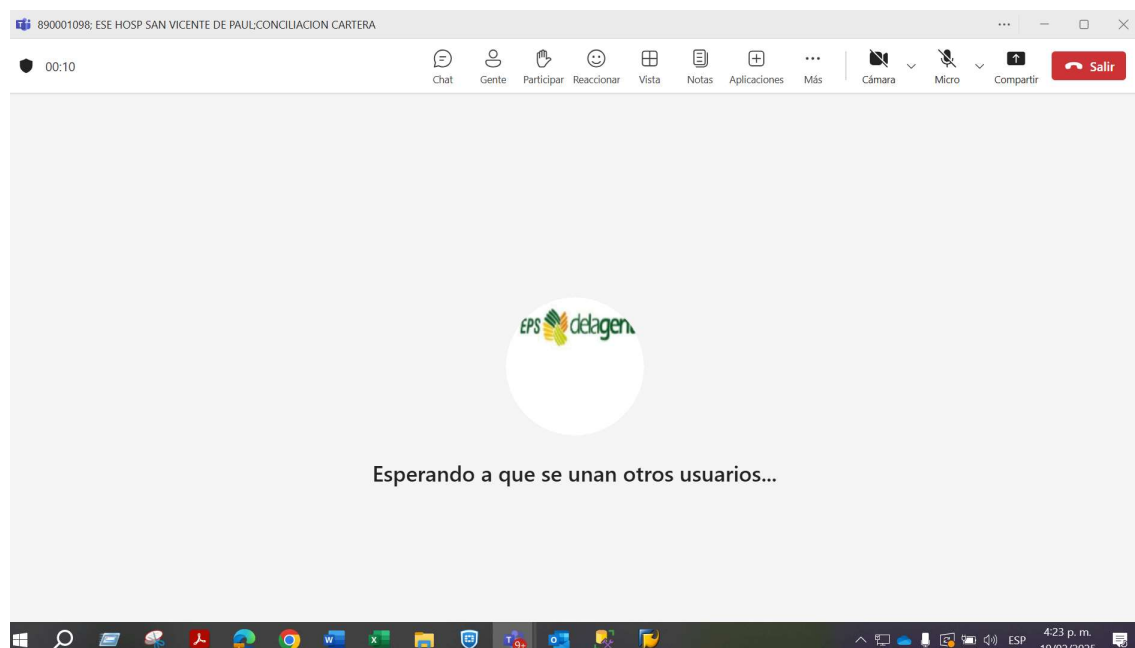 890001098; ESE HOSP SAN VICENTE DE PAUL;CONCILIACION CARTERA
00:10
Chat
Gente
Participar
Reaccionar
Vista
Notas
Aplicaciones
Más
Cámara
Micro
Compartir
Salir
EPS delagen
Esperando a que se unan otros usuarios...
9+
ESP
4:23 p. m.